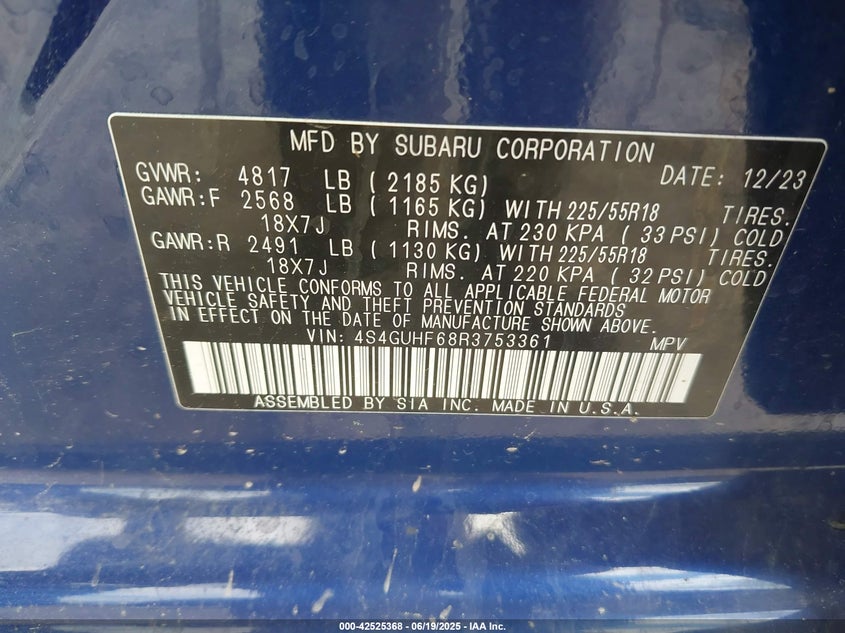 MFD BY SUBARU CORPORATION
GVWR: 4817 LB ( 2185 KG) DATE: 12/23
GAWR:F 2568 LB ( 1165 KG) WITH 225/55R18 TIRES.
18X7J RIMS. AT 230 KPA ( 33 PSI) COLD
GAWR:R 2491 LB ( 1130 KG) WITH 225/55R18 TIRES.
18X7J RIMS. AT 220 KPA ( 32 PSI) COLD
THIS VEHICLE CONFORMS TO ALL APPLICABLE FEDERAL MOTOR
VEHICLE SAFETY AND THEFT PREVENTION STANDARDS
IN EFFECT ON THE DATE OF MANUFACTURE SHOWN ABOVE.
VIN: 4S4GUHF68R3753361 MPV
ASSEMBLED BY SIA INC. MADE IN U.S.A.
000-42525368 - 06/19/2025 - IAA Inc.